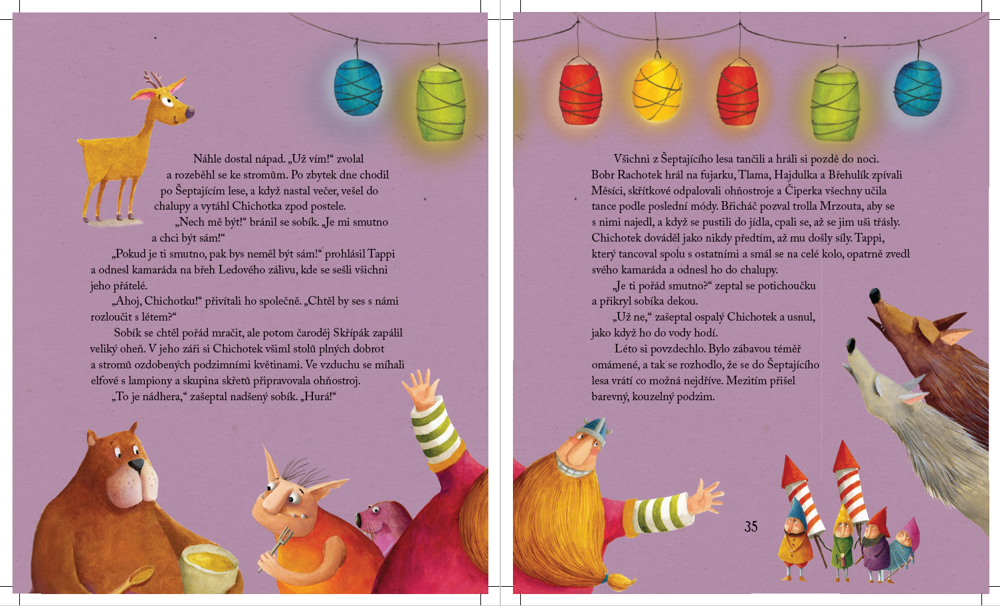 Náhle dostal nápad. „Už vím!“ zvolal
a rozeběhl se ke stromům. Po zbytek dne chodil
po Šeptajícím lese, a když nastal večer, vešel do
chalupy a vytáhl Chichotka zpod postele.
„Nech mě být!“ bránil se sobík. „Je mi smutno
a chci být sám!“
„Pokud je ti smutno, pak bys neměl být sám!“ prohlásil Tappi
a odnesl kamaráda na břeh Ledového zálivu, kde se sešli všichni
jeho přátelé.
„Ahoj, Chichotku!“ přivítali ho společně. „Chtěl by ses s námi
rozloučit s létem?“
Sobík se chtěl pořád mračit, ale potom čaroděj Skřípák zapálil
veliký oheň. V jeho záři si Chichotek všiml stolů plných dobrot
a stromů ozdobených podzimními květinami. Ve vzduchu se míhali
elfové s lampiony a skupina skřetů připravovala ohňostroj.
„To je nádhera,“ zašeptal nadšený sobík. „Hurá!“
Všichni z Šeptajícího lesa tančili a hráli si pozdě do noci.
Bobr Rachotek hrál na fujarku, Tlama, Hajdulka a Břehulík zpívali
Měsíci, skřítkové odpalovali ohňostroje a Čiperka všechny učila
tance podle poslední módy. Břicháč pozval trolla Mrzouta, aby se
s nimi najedl, a když se pustili do jídla, cpali se, až se jim uši třásly.
Chichotek dováděl jako nikdy předtím, až mu došly síly. Tappi,
který tancoval spolu s ostatními a smál se na celé kolo, opatrně zvedl
svého kamaráda a odnesl ho do chalupy.
„Je ti pořád smutno?“ zeptal se potichoučku
a přikryl sobíka dekou.
„Už ne,“ zašeptal ospalý Chichotek a usnul,
jako když ho do vody hodí.
Léto si povzdechlo. Bylo zábavou téměř
omámené, a tak se rozhodlo, že se do Šeptajícího
lesa vrátí co možná nejdříve. Mezitím přišel
barevný, kouzelný podzim.
35